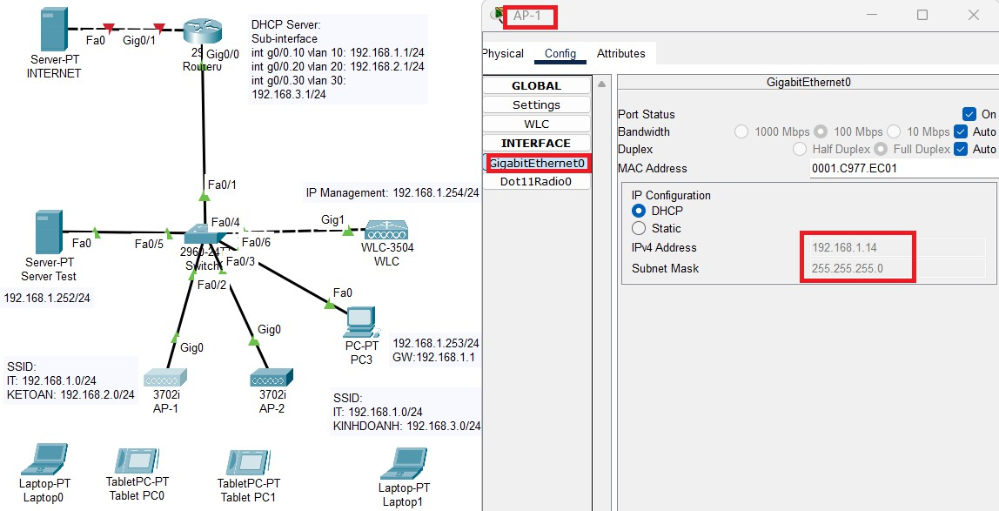 Fa0
Gig0/1
Server-PT
INTERNET
29
Gig0/0
Router0
DHCP Server:
Sub-interface
int g0/0.10 vlan 10: 192.168.1.1/24
int g0/0.20 vlan 20: 192.168.2.1/24
int g0/0.30 vlan 30:
192.168.3.1/24
Fa0/1
IP Management: 192.168.1.254/24
Fa0/4
Gig1
Fa0
Fa0/5
Fa0/6
WLC-3504
WLC
Server-PT
Server Test
2960-24TT
Fa0/3
Switch
Fa0/2
192.168.1.252/24
Fa0
PC-PT
PC3
192.168.1.253/24
GW:192.168.1.1
Gig0
Gig0
SSID:
IT: 192.168.1.0/24
KETOAN: 192.168.2.0/24
3702i
AP-1
3702i
AP-2
SSID:
IT: 192.168.1.0/24
KINHDOANH: 192.168.3.0/24
Laptop-PT
Laptop0
TabletPC-PT
Tablet PC0
TabletPC-PT
Tablet PC1
Laptop-PT
Laptop1
AP-1
Physical
Config
Attributes
GLOBAL
Settings
WLC
INTERFACE
GigabitEthernet0
Dot11Radio0
GigabitEthernet0
Port Status
On
Bandwidth
1000 Mbps
100 Mbps
10 Mbps
Auto
Duplex
Half Duplex
Full Duplex
Auto
MAC Address
0001.C977.EC01
IP Configuration
DHCP
Static
IPv4 Address
192.168.1.14
Subnet Mask
255.255.255.0